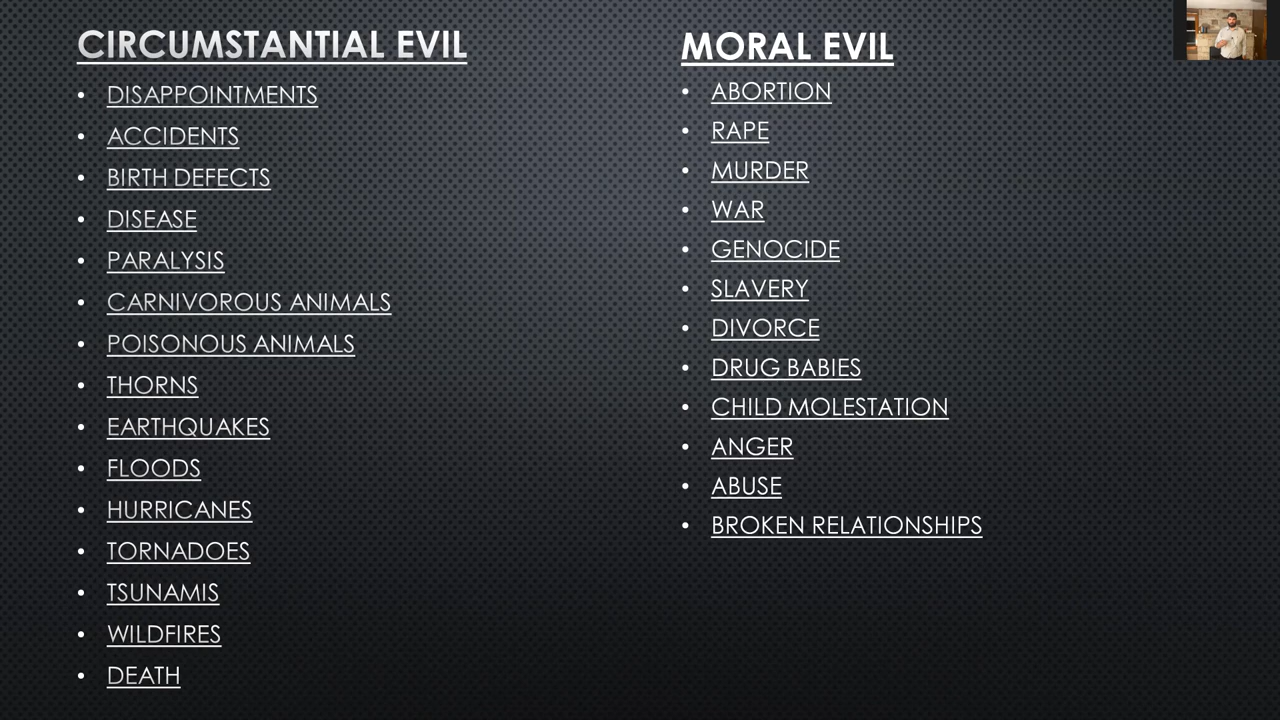 CIRCUMSTANTIAL EVIL
• DISAPPOINTMENTS
• ACCIDENTS
• BIRTH DEFECTS
• DISEASE
• PARALYSIS
• CARNIVOROUS ANIMALS
• POISONOUS ANIMALS
• THORNS
• EARTHQUAKES
• FLOODS
• HURRICANES
• TORNADOES
• TSUNAMIS
• WILDFIRES
• DEATH
MORAL EVIL
• ABORTION
• RAPE
• MURDER
• WAR
• GENOCIDE
• SLAVERY
• DIVORCE
• DRUG BABIES
• CHILD MOLESTATION
• ANGER
• ABUSE
• BROKEN RELATIONSHIPS